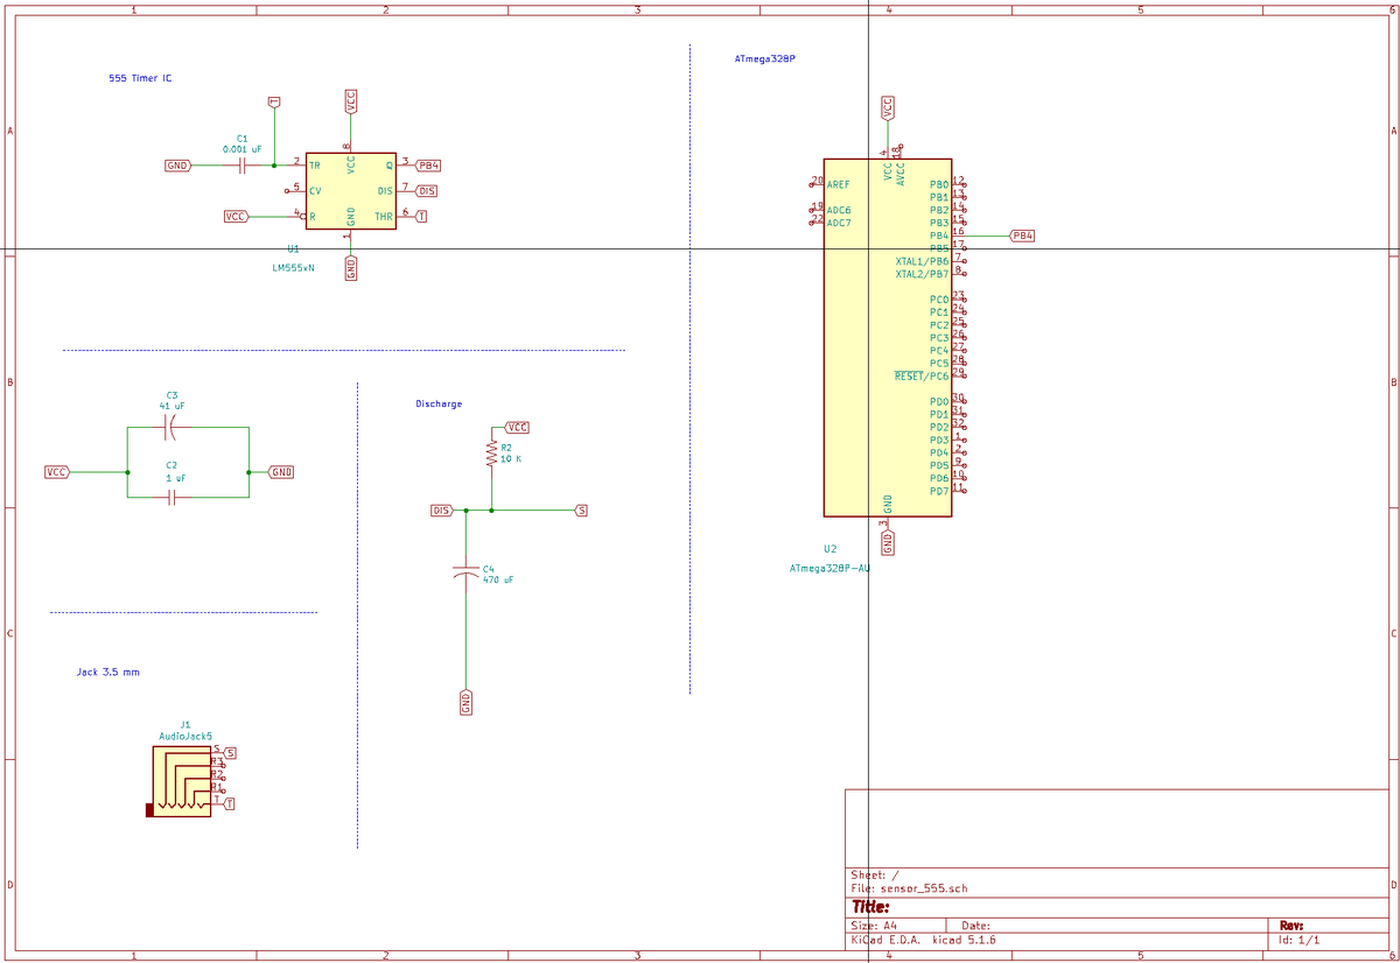 1 2 3 4 5 6
A
B
C
D
A
B
C
D
1 2 3 4 5 6
555 Timer IC
T
VCC
C1
0.001 uF
GND
2 TR
5 CV
VCC
4 R
8
VCC
GND
1
Q 3 PB4
DIS 7 DIS
THR 6 T
U1
LM555xN
GND
ATmega328P
VCC
4
18
VCC
AVCC
20 AREF
19 ADC6
22 ADC7
PB0 12
PB1 13
PB2 14
PB3 15
PB4 16 PB4
PB5 17
XTAL1/PB6 7
XTAL2/PB7 8
PC0 23
PC1 24
PC2 25
PC3 26
PC4 27
PC5 28
RESET/PC6 29
PD0 30
PD1 31
PD2 32
PD3 1
PD4 2
PD5 9
PD6 10
PD7 11
GND
3
GND
U2
ATmega328P-AU
C3
41 uF
VCC
GND
C2
1 uF
Discharge
VCC
R2
10 K
DIS
S
C4
470 uF
GND
Jack 3.5 mm
J1
AudioJack5
S S
R3
R2
R1
T T
Sheet: /
File: sensor_555.sch
Title:
Size: A4 Date: Rev:
KiCad E.D.A. kicad 5.1.6 Id: 1/1